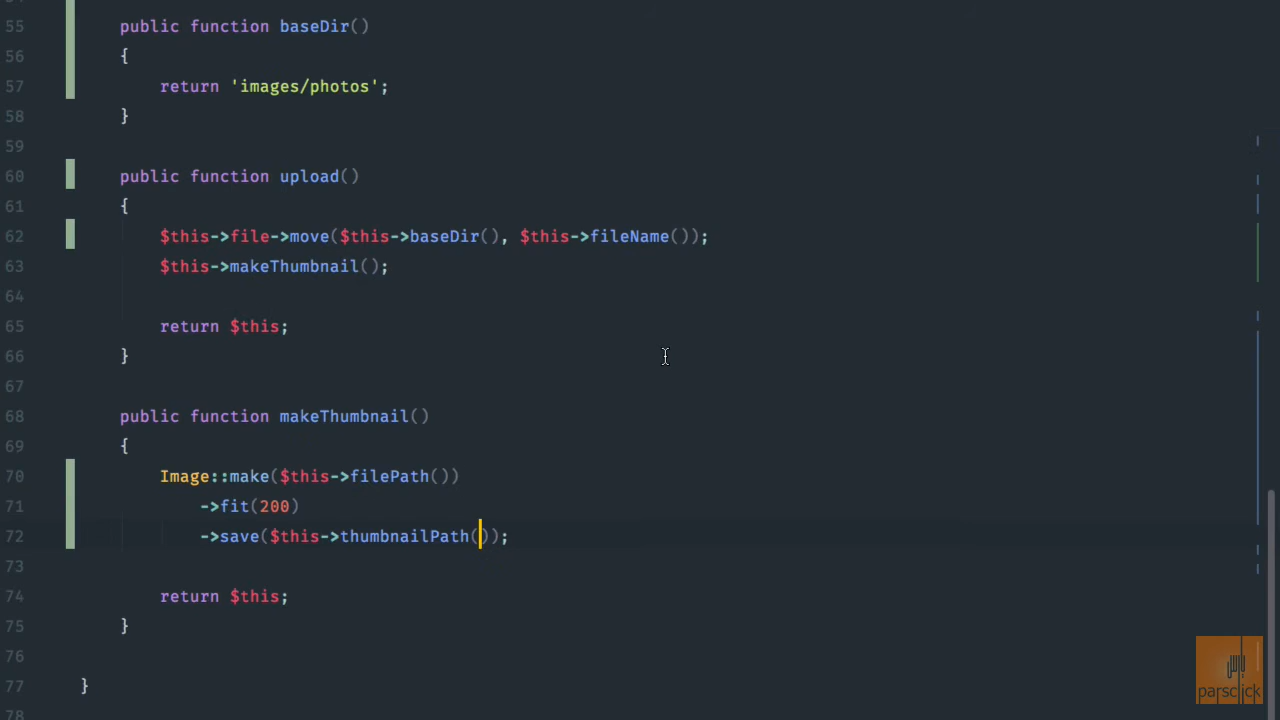 55 public function baseDir()
56 {
57 return 'images/photos';
58 }
59
60 public function upload()
61 {
62 $this->file->move($this->baseDir(), $this->fileName());
63 $this->makeThumbnail();
64
65 return $this;
66 }
67
68 public function makeThumbnail()
69 {
70 Image::make($this->filePath())
71 ->fit(200)
72 ->save($this->thumbnailPath());
73
74 return $this;
75 }
76
77 }
78
parsclick